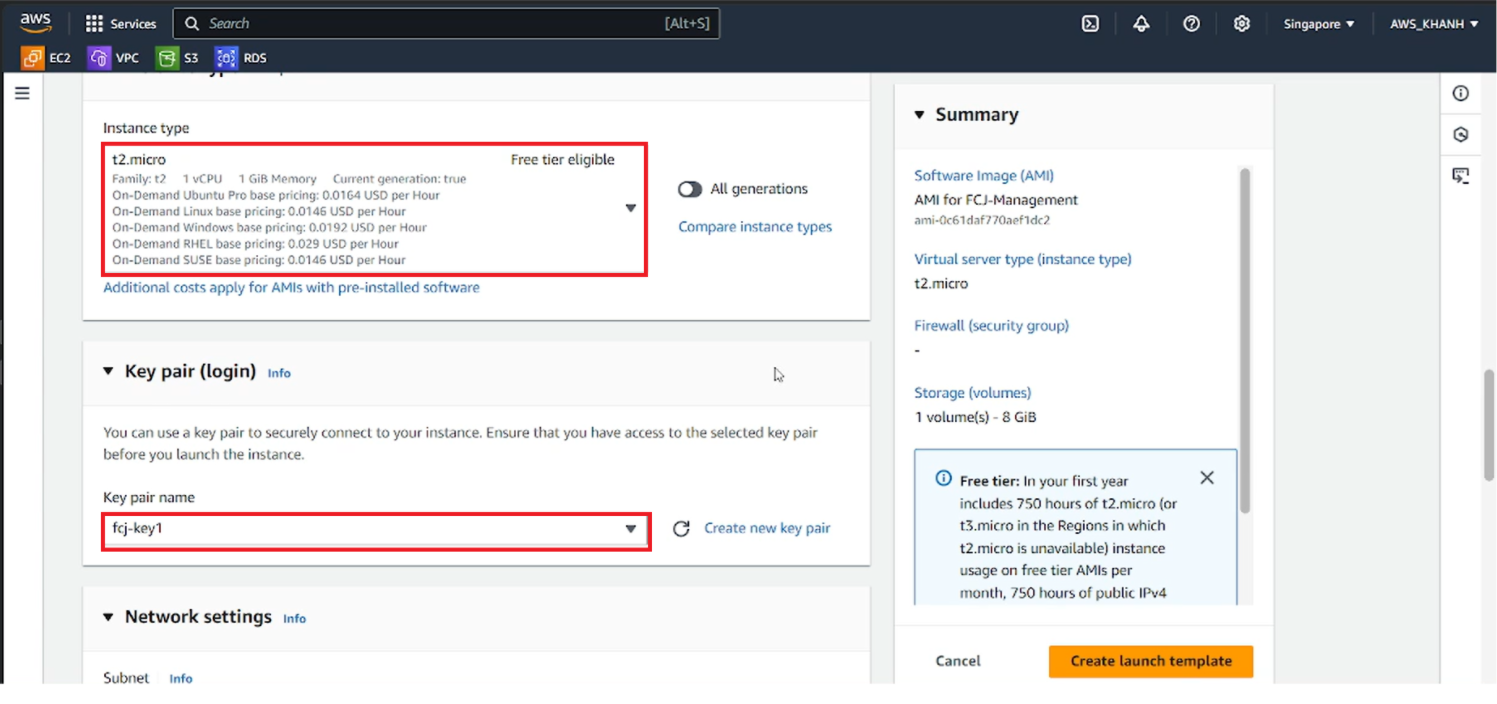 aws
Services
Search [Alt+S]
Singapore
AWS_KHANH
EC2 VPC S3 RDS
Instance type
t2.micro Free tier eligible
Family: t2 1 vCPU 1 GiB Memory Current generation: true
On-Demand Ubuntu Pro base pricing: 0.0164 USD per Hour
On-Demand Linux base pricing: 0.0146 USD per Hour
On-Demand Windows base pricing: 0.0192 USD per Hour
On-Demand RHEL base pricing: 0.029 USD per Hour
On-Demand SUSE base pricing: 0.0146 USD per Hour
All generations
Compare instance types
Additional costs apply for AMIs with pre-installed software
Key pair (login) Info
You can use a key pair to securely connect to your instance. Ensure that you have access to the selected key pair
before you launch the instance.
Key pair name
fcj-key1
Create new key pair
Network settings Info
Subnet Info
Summary
Software Image (AMI)
AMI for FCJ-Management
ami-0c61daf770aef1dc2
Virtual server type (instance type)
t2.micro
Firewall (security group)
-
Storage (volumes)
1 volume(s) - 8 GiB
Free tier: In your first year
includes 750 hours of t2.micro (or
t3.micro in the Regions in which
t2.micro is unavailable) instance
usage on free tier AMIs per
month, 750 hours of public IPv4
Cancel
Create launch template